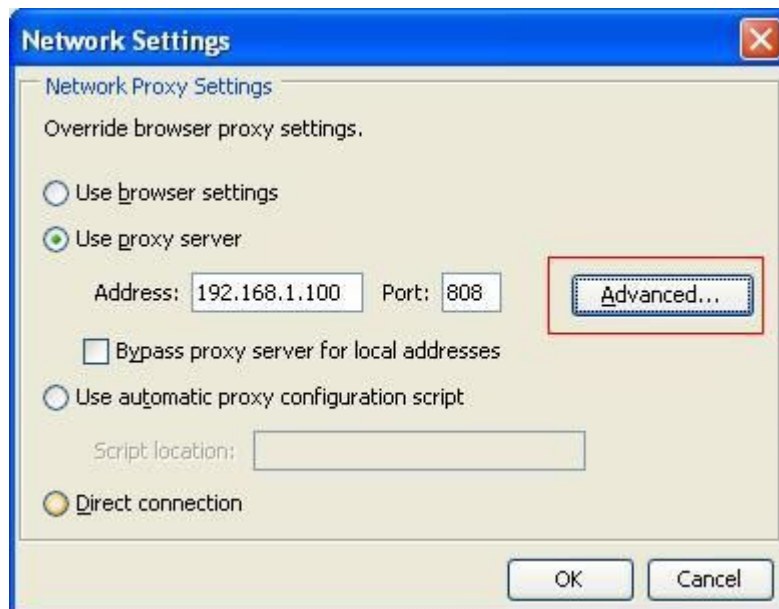 Network Settings
Network Proxy Settings
Override browser proxy settings.
Use browser settings
Use proxy server
Address: 192.168.1.100 Port: 808 Advanced...
Bypass proxy server for local addresses
Use automatic proxy configuration script
Script location:
Direct connection
OK Cancel